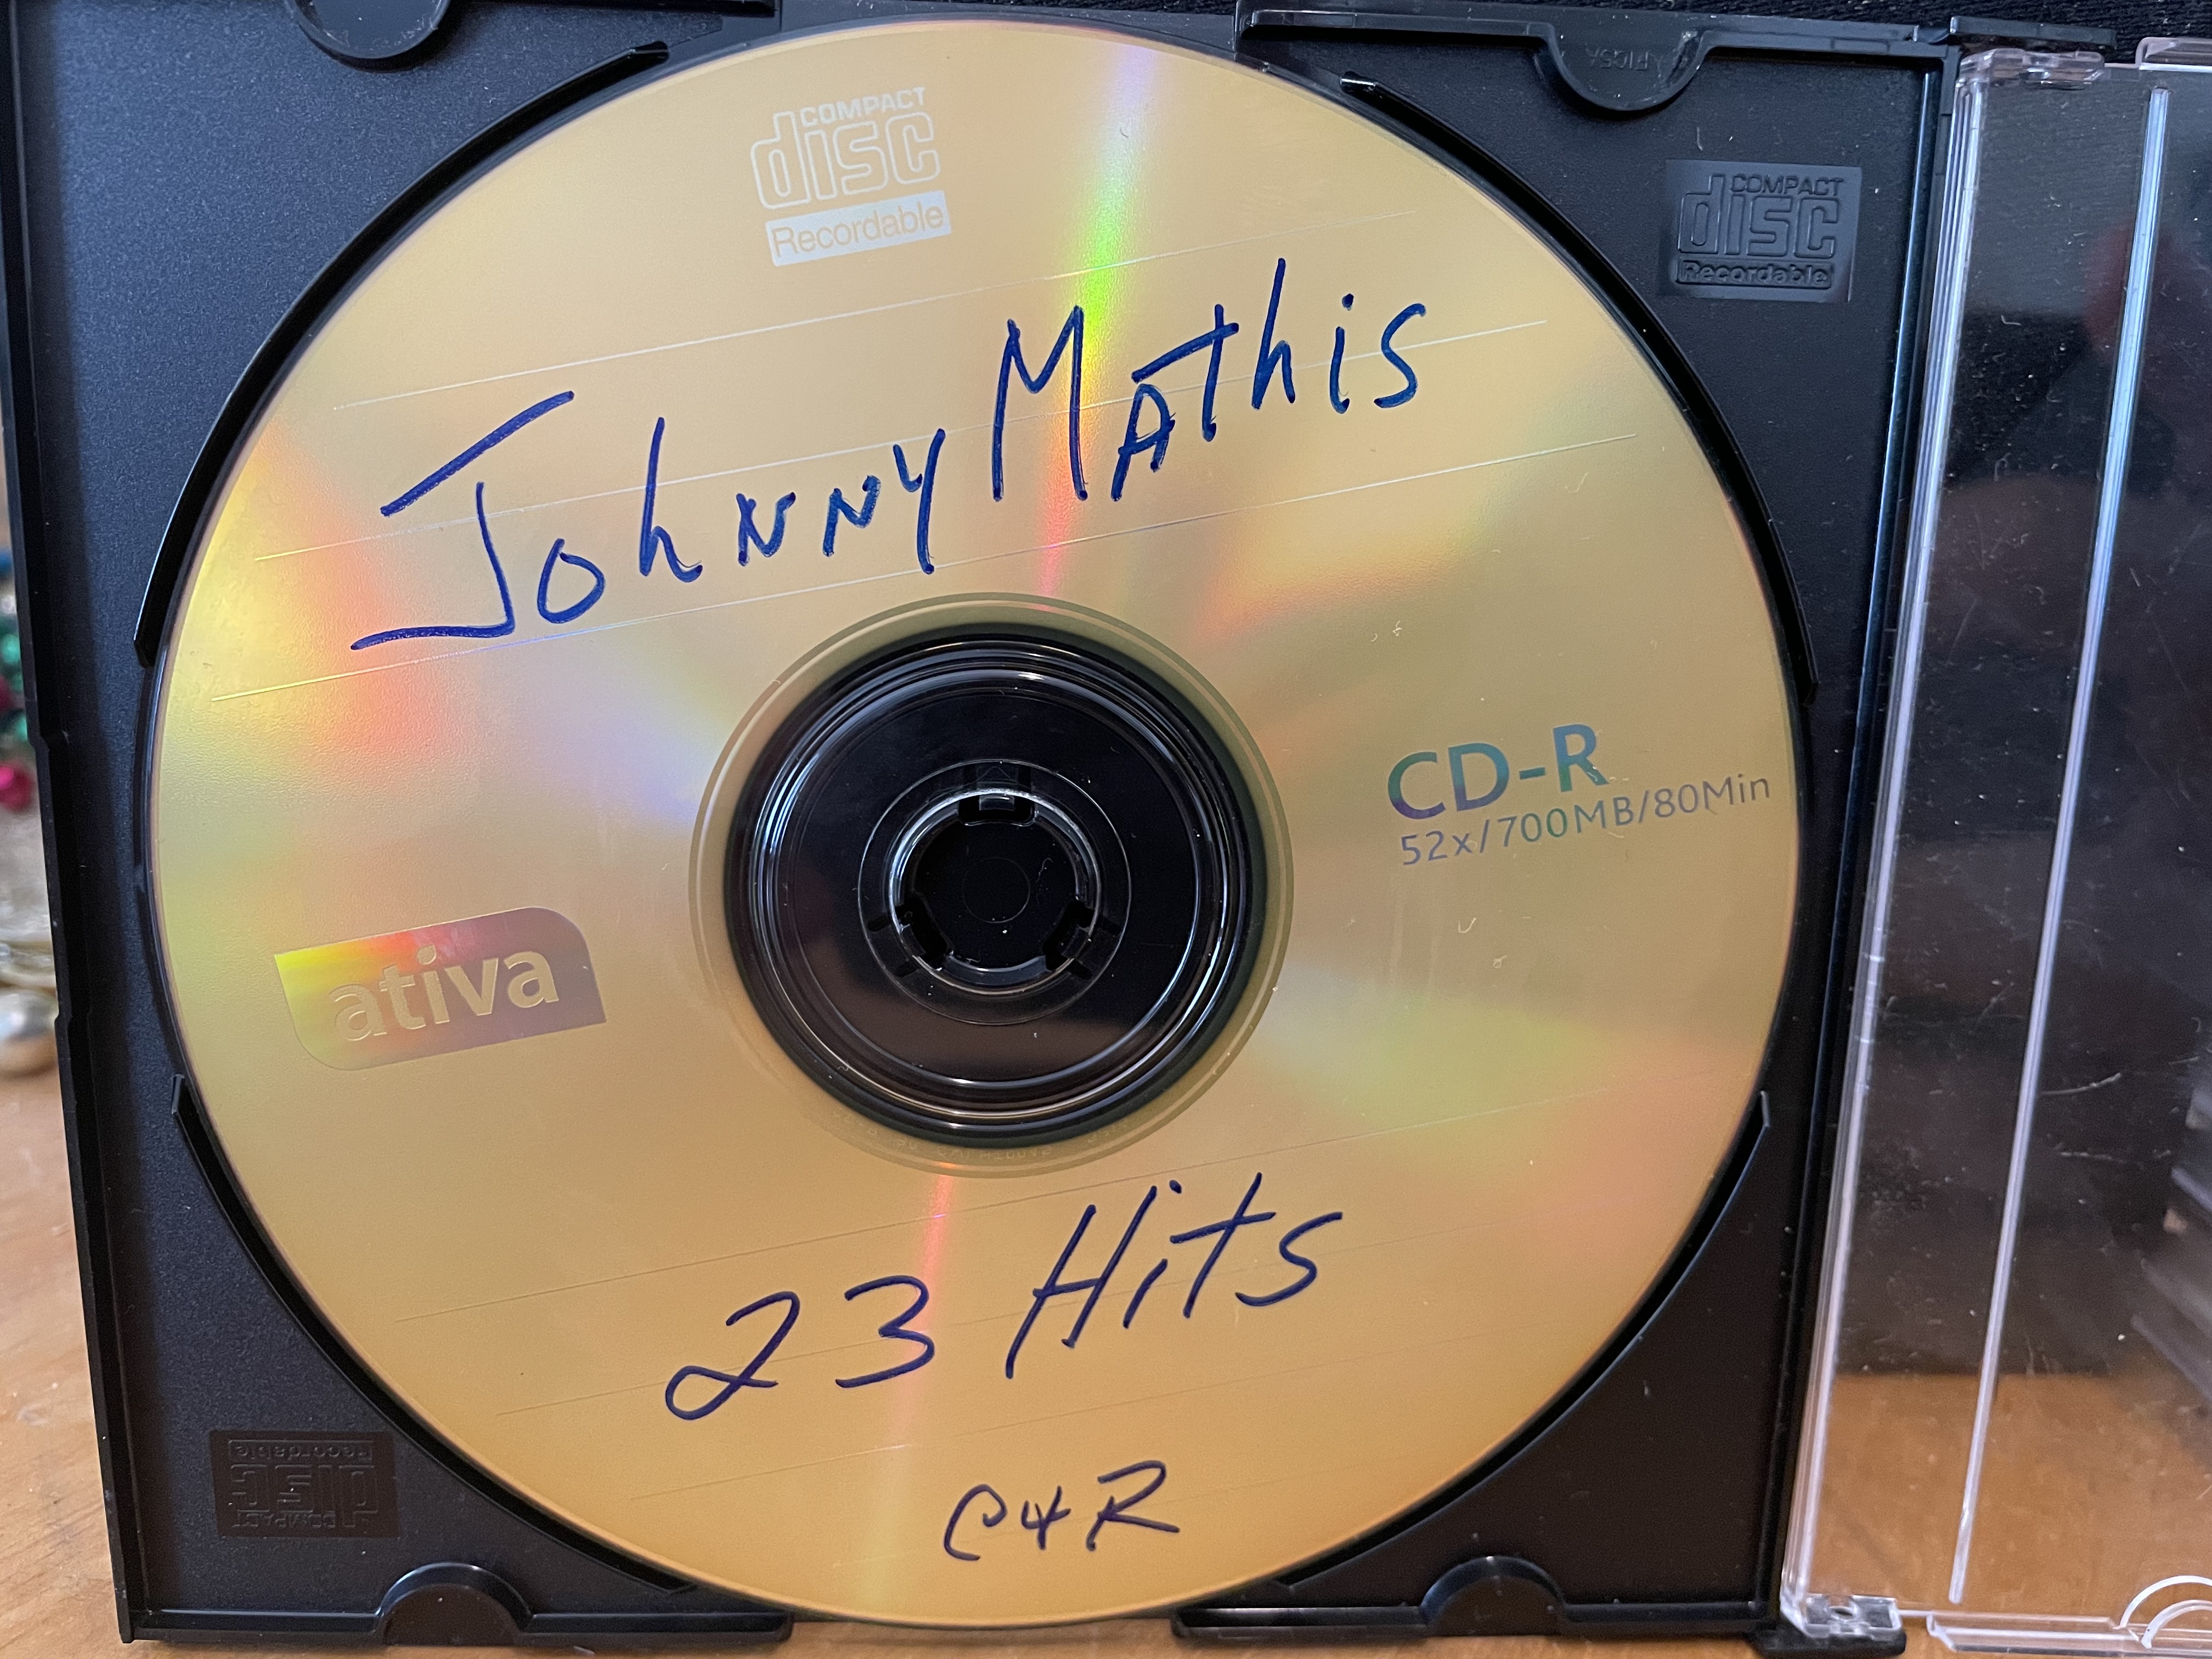 COMPACT
disc
Recordable
COMPACT
disc
Recordable
Johnny Mathis
CD-R
52x/700MB/80Min
ativa
23 Hits
C4R
COMPACT
disc
Recordable